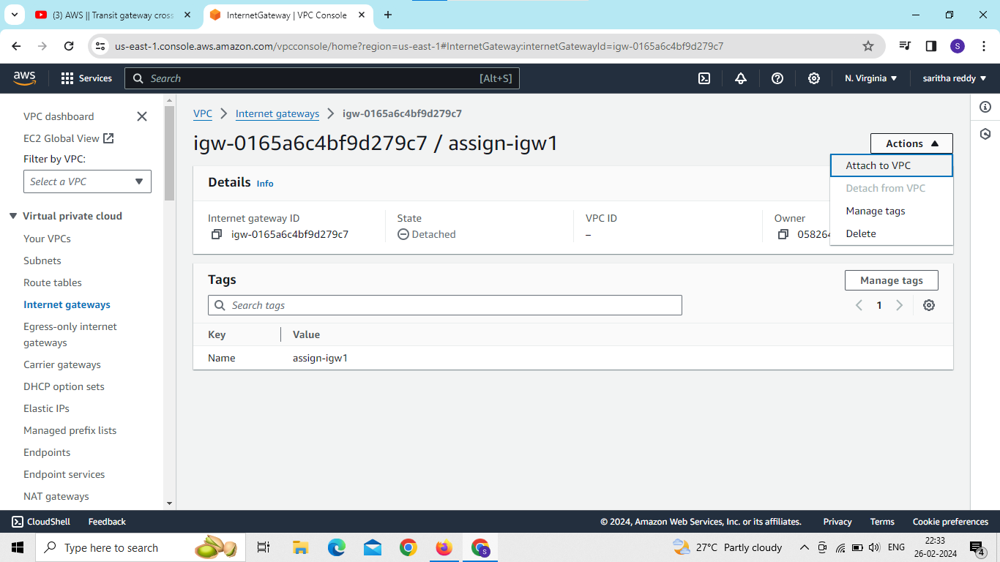 (3) AWS || Transit gateway cross
InternetGateway | VPC Console
us-east-1.console.aws.amazon.com/vpcconsole/home?region=us-east-1#InternetGateway:internetGatewayId=igw-0165a6c4bf9d279c7
S
aws
Services
Search
[Alt+S]
N. Virginia
saritha reddy
VPC dashboard
EC2 Global View
Filter by VPC:
Select a VPC
Virtual private cloud
Your VPCs
Subnets
Route tables
Internet gateways
Egress-only internet
gateways
Carrier gateways
DHCP option sets
Elastic IPs
Managed prefix lists
Endpoints
Endpoint services
NAT gateways
VPC
Internet gateways
igw-0165a6c4bf9d279c7
igw-0165a6c4bf9d279c7 / assign-igw1
Actions
Attach to VPC
Detach from VPC
Manage tags
Delete
Details
Info
Internet gateway ID
igw-0165a6c4bf9d279c7
State
Detached
VPC ID
–
Owner
058264
Tags
Manage tags
Search tags
1
Key
Value
Name
assign-igw1
CloudShell
Feedback
© 2024, Amazon Web Services, Inc. or its affiliates.
Privacy
Terms
Cookie preferences
Type here to search
S
27°C Partly cloudy
ENG
22:33
26-02-2024
4